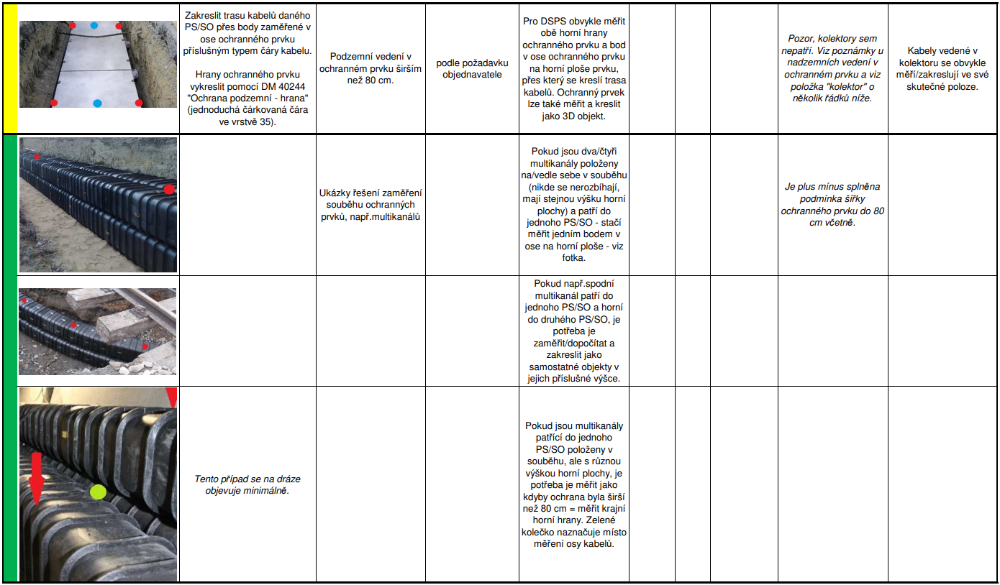 Zakreslit trasu kabelů daného
PS/SO přes body zaměřené v
ose ochranného prvku
příslušným typem čáry kabelu.
Hrany ochranného prvku
vykreslit pomocí DM 40244
"Ochrana podzemní - hrana"
(jednoduchá čárkovaná čára
ve vrstvě 35).
Podzemní vedení v
ochranném prvku širším
než 80 cm.
podle požadavku
objednavatele
Pro DSPS obvykle měřit
obě horní hrany
ochranného prvku a bod
v ose ochranného prvku
na horní ploše prvku,
přes který se kreslí trasa
kabelů. Ochranný prvek
lze také měřit a kreslit
jako 3D objekt.
Pozor, kolektory sem
nepatří. Viz poznámky u
nadzemních vedení v
ochranném prvku a viz
položka "kolektor" o
několik řádků níže.
Kabely vedené v
kolektoru se obvykle
měří/zakreslují ve své
skutečné poloze.
Ukázky řešení zaměření
souběhu ochranných
prvků, např.multikanálů
Pokud jsou dva/čtyři
multikanály položeny
na/vedle sebe v souběhu
(nikde se nerozbíhají,
mají stejnou výšku horní
plochy) a patří do
jednoho PS/SO - stačí
měřit jedním bodem v
ose na horní ploše - viz
fotka.
Je plus mínus splněna
podmínka šířky
ochranného prvku do 80
cm včetně.
Pokud např.spodní
multikanál patří do
jednoho PS/SO a horní
do druhého PS/SO, je
potřeba je
zaměřit/dopočítat a
zakreslit jako
samostatné objekty v
jejich příslušné výšce.
Tento případ se na dráze
objevuje minimálně.
Pokud jsou multikanály
patřící do jednoho
PS/SO položeny v
souběhu, ale s různou
výškou horní plochy, je
potřeba je měřit jako
kdyby ochrana byla širší
než 80 cm = měřit krajní
horní hrany. Zelené
kolečko naznačuje místo
měření osy kabelů.